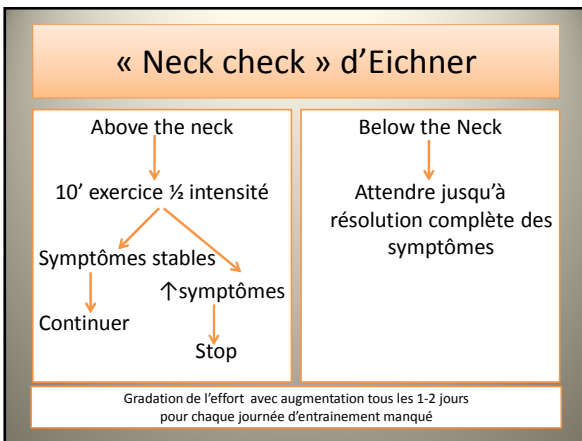 « Neck check » d'Eichner
Above the neck
10' exercice ½ intensité
Symptômes stables
↑symptômes
Continuer
Stop
Below the Neck
Attendre jusqu'à
résolution complète des
symptômes
Gradation de l'effort avec augmentation tous les 1-2 jours
pour chaque journée d'entrainement manqué